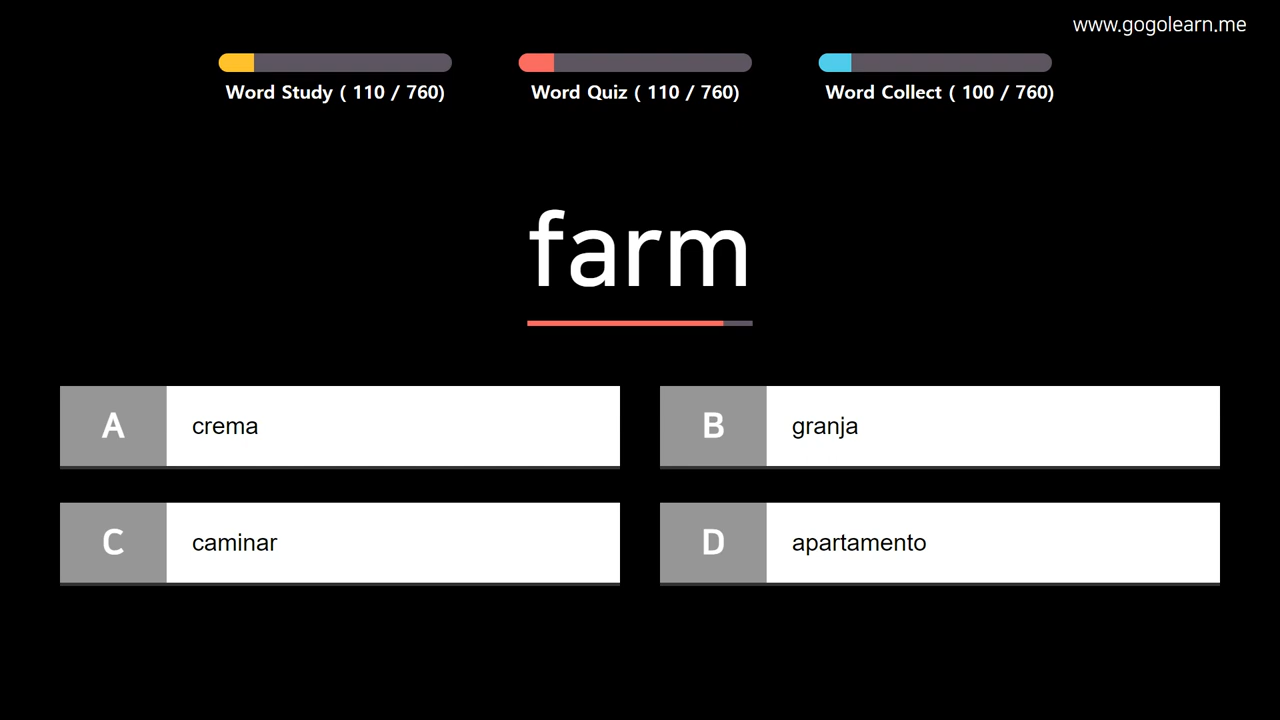 www.gogolearn.me
Word Study ( 110 / 760)
Word Quiz ( 110 / 760)
Word Collect ( 100 / 760)
farm
A crema
B granja
C caminar
D apartamento